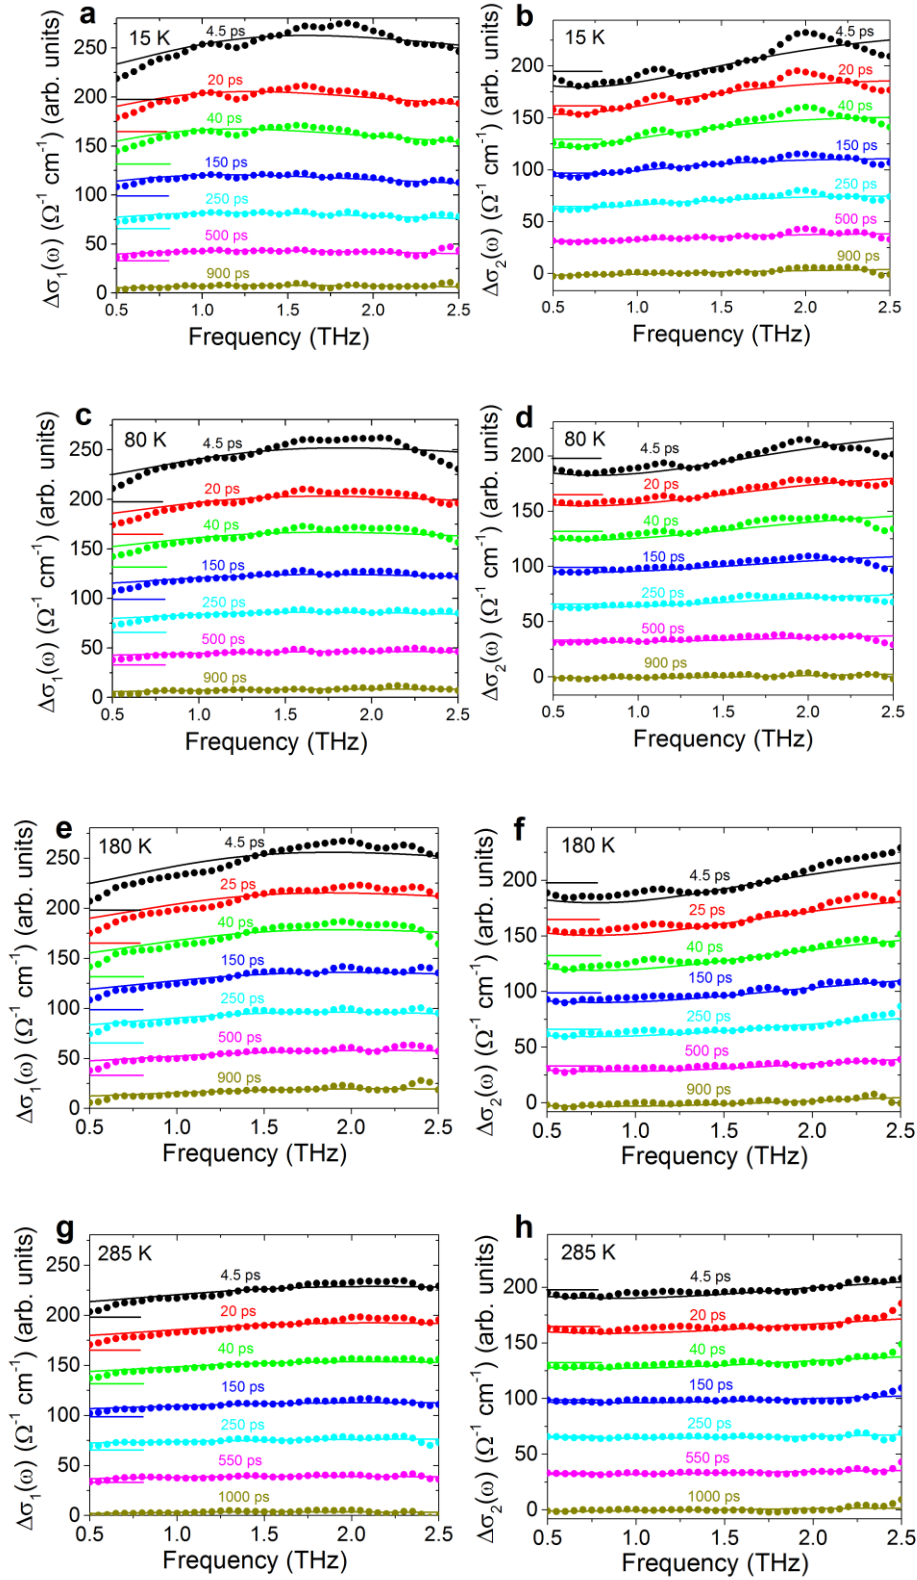 a
15 K
4.5 ps
20 ps
40 ps
150 ps
250 ps
500 ps
900 ps
250
200
150
100
50
0
0.5 1.0 1.5 2.0 2.5
Δσ1(ω) (Ω-1 cm-1) (arb. units)
Frequency (THz)
b
15 K
4.5 ps
20 ps
40 ps
150 ps
250 ps
500 ps
900 ps
200
150
100
50
0
0.5 1.0 1.5 2.0 2.5
Δσ2(ω) (Ω-1 cm-1) (arb. units)
Frequency (THz)
c
80 K
4.5 ps
20 ps
40 ps
150 ps
250 ps
500 ps
900 ps
250
200
150
100
50
0
0.5 1.0 1.5 2.0 2.5
Δσ1(ω) (Ω-1 cm-1) (arb. units)
Frequency (THz)
d
80 K
4.5 ps
20 ps
40 ps
150 ps
250 ps
500 ps
900 ps
200
150
100
50
0
0.5 1.0 1.5 2.0 2.5
Δσ2(ω) (Ω-1 cm-1) (arb. units)
Frequency (THz)
e
180 K
4.5 ps
25 ps
40 ps
150 ps
250 ps
500 ps
900 ps
250
200
150
100
50
0
0.5 1.0 1.5 2.0 2.5
Δσ1(ω) (Ω-1 cm-1) (arb. units)
Frequency (THz)
f
180 K
4.5 ps
25 ps
40 ps
150 ps
250 ps
500 ps
900 ps
200
150
100
50
0
0.5 1.0 1.5 2.0 2.5
Δσ2(ω) (Ω-1 cm-1) (arb. units)
Frequency (THz)
g
285 K
4.5 ps
20 ps
40 ps
150 ps
250 ps
550 ps
1000 ps
250
200
150
100
50
0
0.5 1.0 1.5 2.0 2.5
Δσ1(ω) (Ω-1 cm-1) (arb. units)
Frequency (THz)
h
285 K
4.5 ps
20 ps
40 ps
150 ps
250 ps
550 ps
1000 ps
200
150
100
50
0
0.5 1.0 1.5 2.0 2.5
Δσ2(ω) (Ω-1 cm-1) (arb. units)
Frequency (THz)